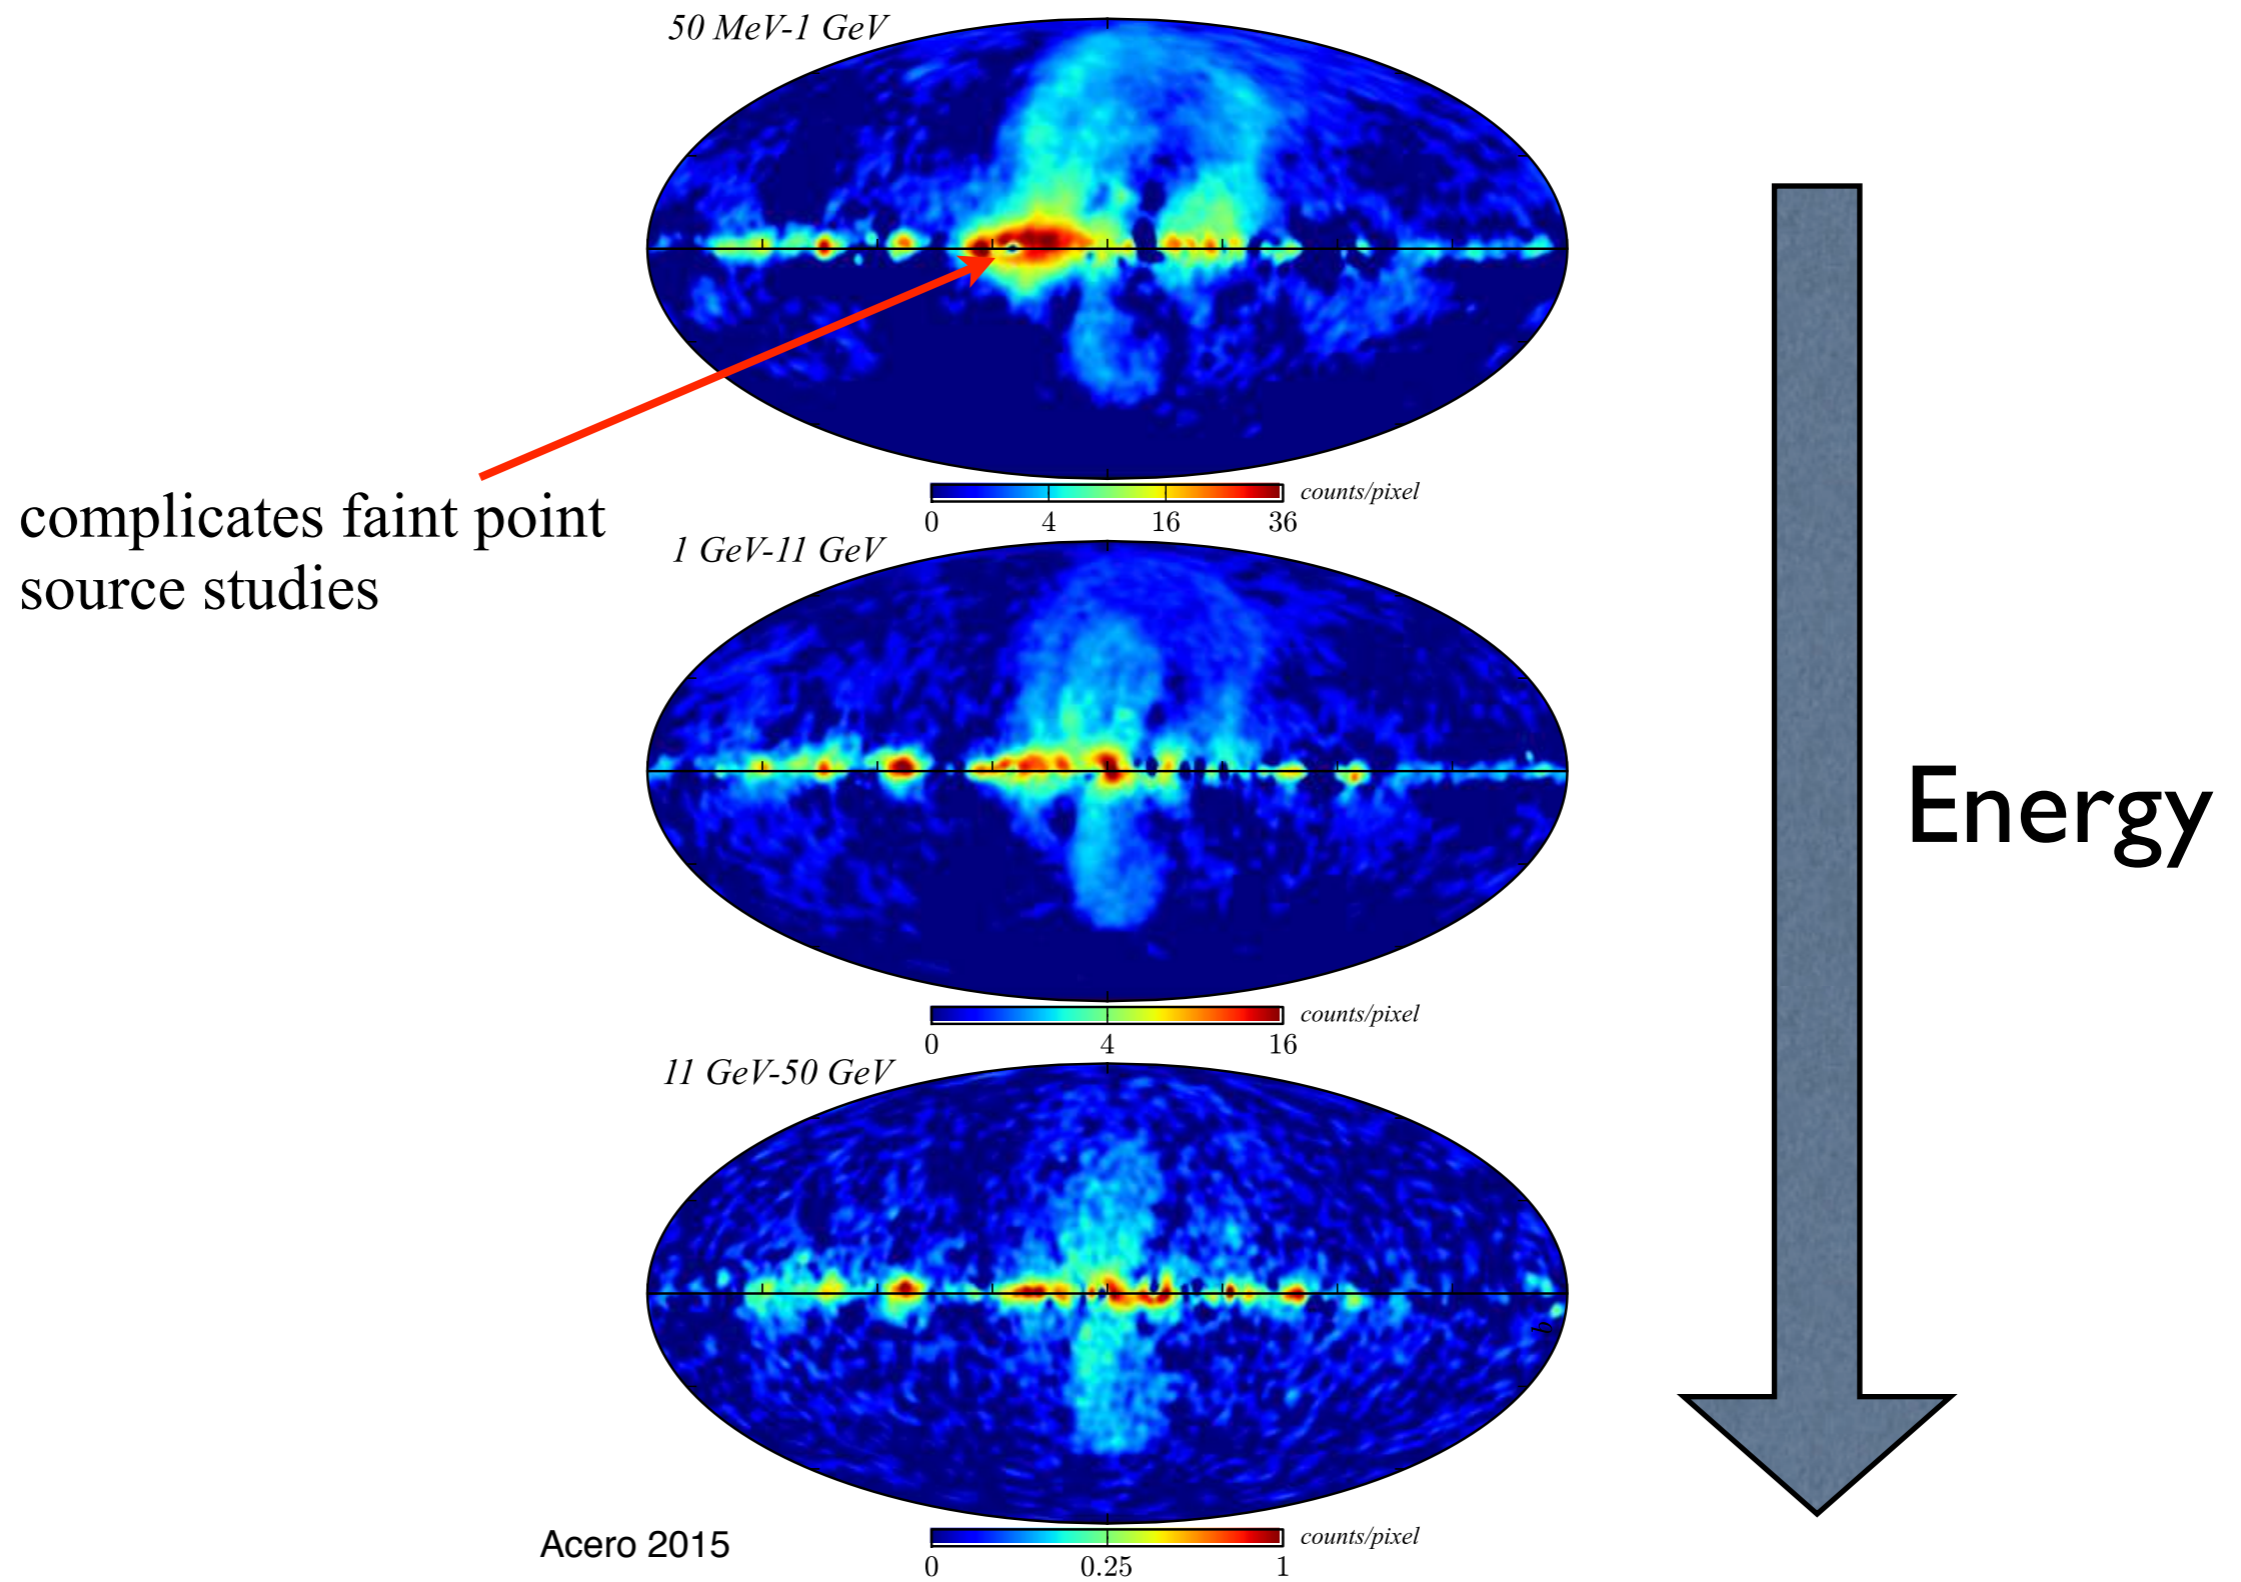 50 MeV-1 GeV
counts/pixel
0 4 16 36
complicates faint point
source studies
1 GeV-11 GeV
counts/pixel
0 4 16
Energy
11 GeV-50 GeV
b
counts/pixel
0 0.25 1
Acero 2015